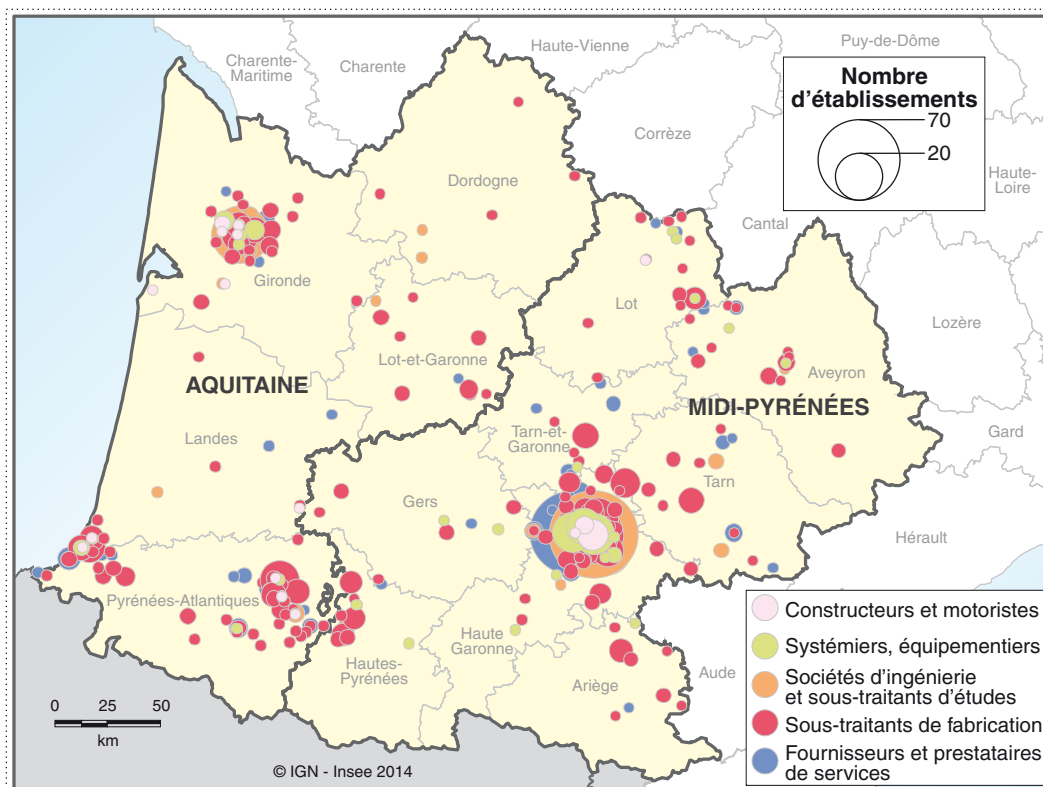 Charente-
Maritime
Charente
Haute-Vienne
Puy-de-Dôme
Corrèze
Haute-
Loire
Cantal
Nombre
d'établissements
70
20
Dordogne
Gironde
Lot
Lot-et-Garonne
Aveyron
Lozère
AQUITAINE
MIDI-PYRÉNÉES
Landes
Tarn-et-
Garonne
Tarn
Gard
Gers
Hérault
Pyrénées-Atlantiques
Hautes-
Pyrénées
Haute
Garonne
Ariège
Aude
Constructeurs et motoristes
Systémiers, équipementiers
Sociétés d'ingénierie
et sous-traitants d'études
Sous-traitants de fabrication
Fournisseurs et prestataires
de services
0 25 50
km
© IGN - Insee 2014